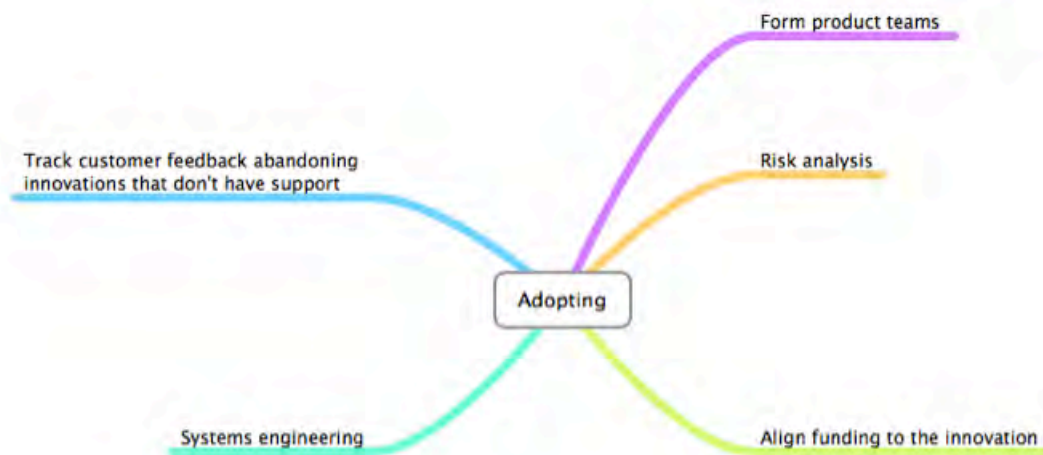 Form product teams
Track customer feedback abandoning
innovations that don't have support
Risk analysis
Adopting
Systems engineering
Align funding to the innovation